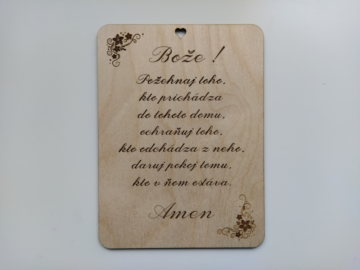 Bože !
Požehnaj toho,
kto prichádza
do tohoto domu,
ochraňuj toho,
kto odchádza z neho,
daruj pokoj tomu,
kto v ňom ostáva.
Amen